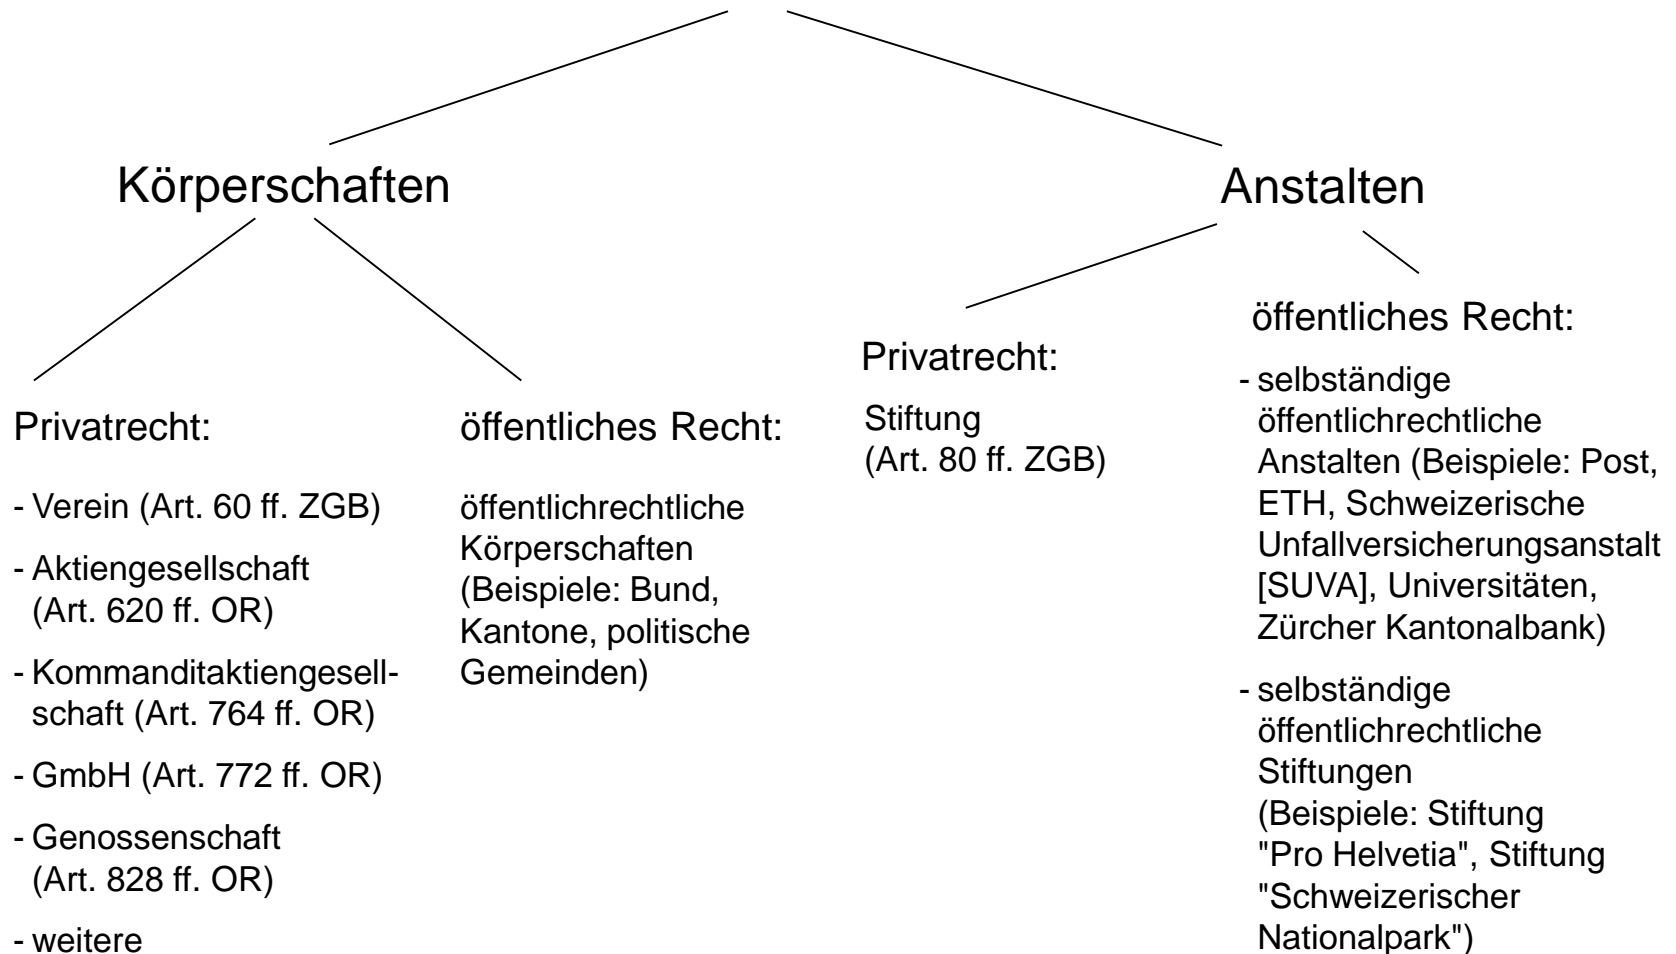 Körperschaften
Anstalten
Privatrecht:
- Verein (Art. 60 ff. ZGB)
- Aktiengesellschaft
(Art. 620 ff. OR)
- Kommanditaktiengesell-
schaft (Art. 764 ff. OR)
- GmbH (Art. 772 ff. OR)
- Genossenschaft
(Art. 828 ff. OR)
- weitere
öffentliches Recht:
öffentlichrechtliche
Körperschaften
(Beispiele: Bund,
Kantone, politische
Gemeinden)
Privatrecht:
Stiftung
(Art. 80 ff. ZGB)
öffentliches Recht:
- selbständige
öffentlichrechtliche
Anstalten (Beispiele: Post,
ETH, Schweizerische
Unfallversicherungsanstalt
[SUVA], Universitäten,
Zürcher Kantonalbank)
- selbständige
öffentlichrechtliche
Stiftungen
(Beispiele: Stiftung
"Pro Helvetia", Stiftung
"Schweizerischer
Nationalpark")